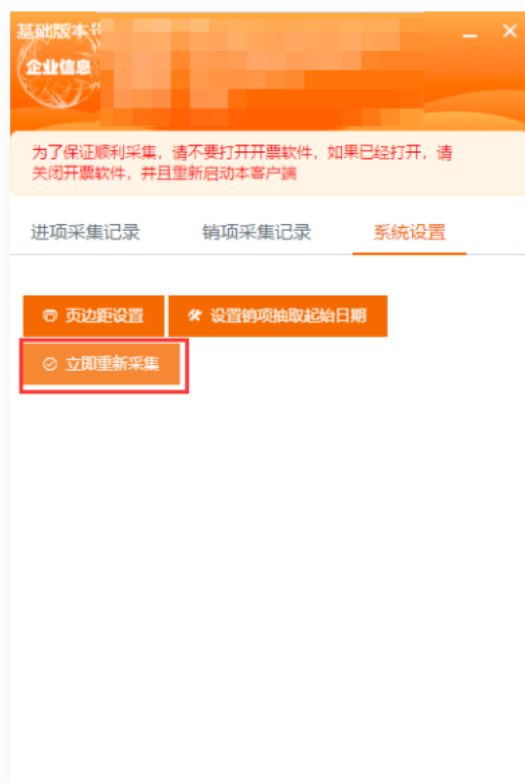 基础版本
企业信息
为了保证顺利采集，请不要打开开票软件，如果已经打开，请
关闭开票软件，并且重新启动本客户端
进项采集记录 销项采集记录 系统设置
页边距设置 设置销项抽取起始日期
立即重新采集